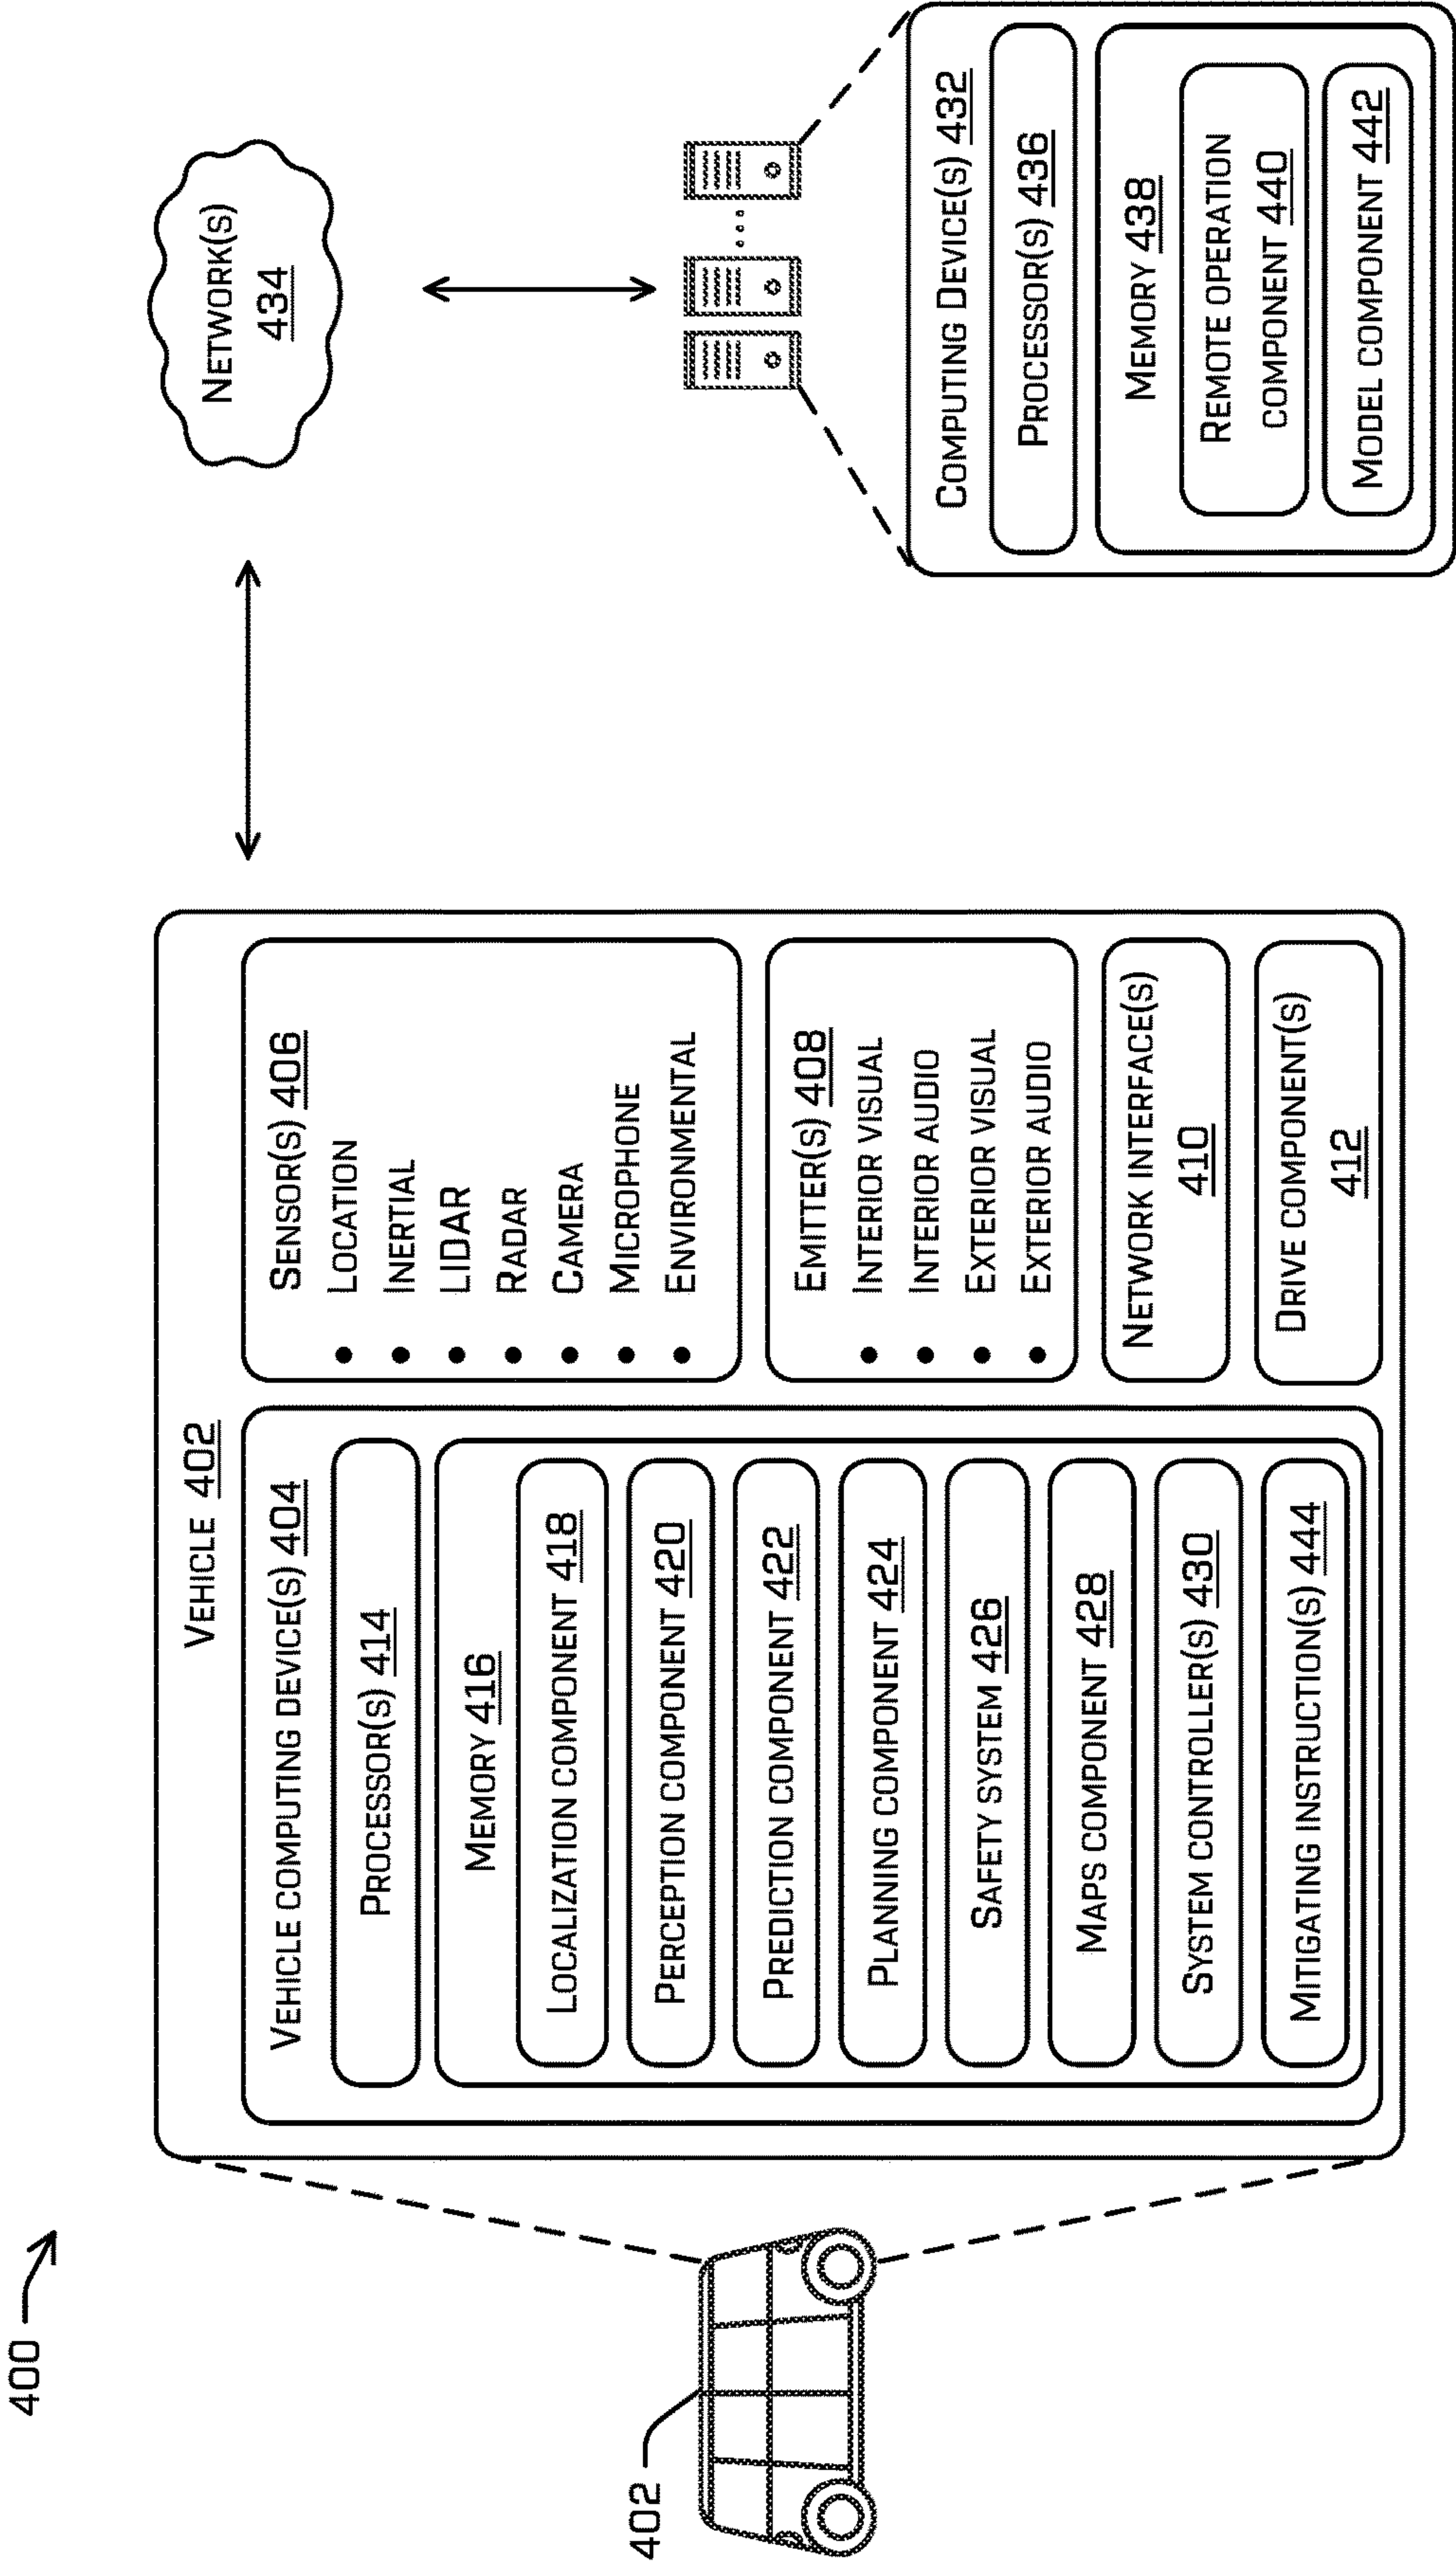 400
402
VEHICLE 402
VEHICLE COMPUTING DEVICE(S) 404
PROCESSOR(S) 414
MEMORY 416
LOCALIZATION COMPONENT 418
PERCEPTION COMPONENT 420
PREDICTION COMPONENT 422
PLANNING COMPONENT 424
SAFETY SYSTEM 426
MAPS COMPONENT 428
SYSTEM CONTROLLER(S) 430
MITIGATING INSTRUCTION(S) 444
SENSOR(S) 406
• LOCATION
• INERTIAL
• LIDAR
• RADAR
• CAMERA
• MICROPHONE
• ENVIRONMENTAL
EMITTER(S) 408
• INTERIOR VISUAL
• INTERIOR AUDIO
• EXTERIOR VISUAL
• EXTERIOR AUDIO
NETWORK INTERFACE(S)
410
DRIVE COMPONENT(S)
412
NETWORK(S)
434
COMPUTING DEVICE(S) 432
PROCESSOR(S) 436
MEMORY 438
REMOTE OPERATION
COMPONENT 440
MODEL COMPONENT 442